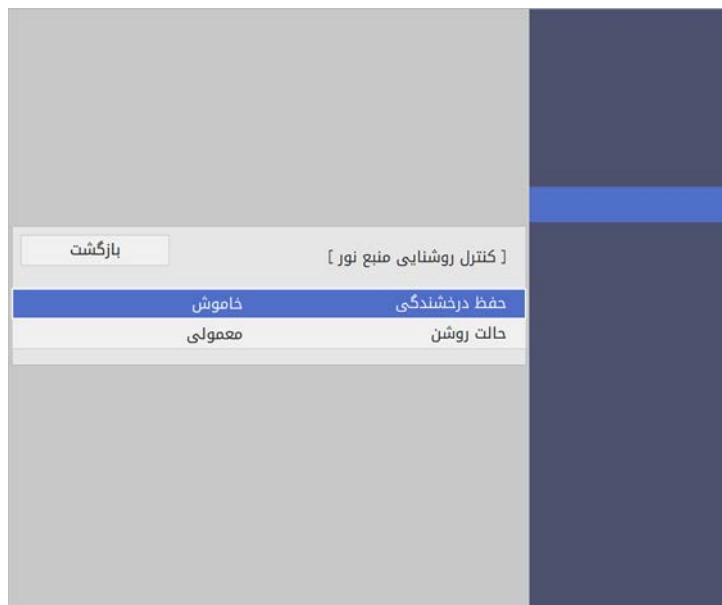 [ کنترل روشنایی منبع نور ]
بازگشت
حفظ درخشندگی خاموش
حالت روشن معمولی